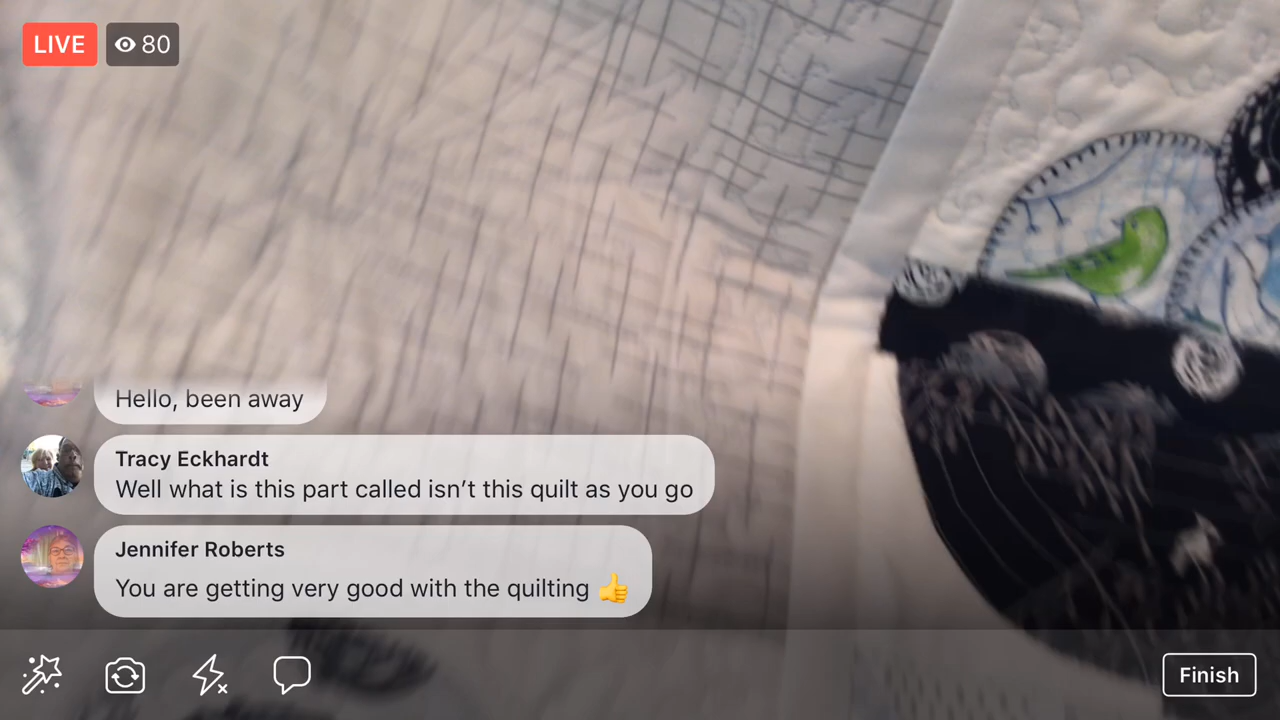 LIVE 80
Hello, been away
Tracy Eckhardt
Well what is this part called isn’t this quilt as you go
Jennifer Roberts
You are getting very good with the quilting 👍
Finish